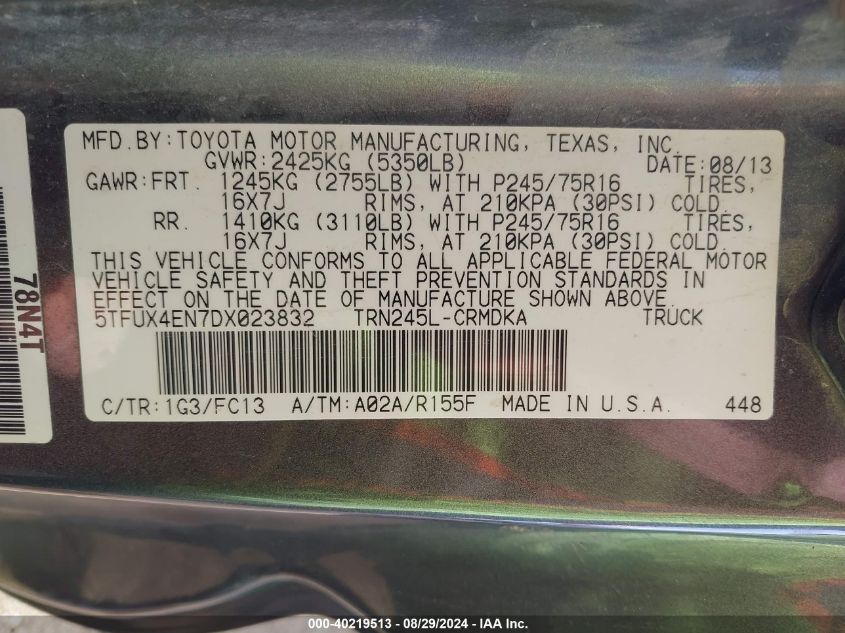 MFD.BY:TOYOTA MOTOR MANUFACTURING, TEXAS, INC.
GVWR:2425KG (5350LB) DATE:08/13
GAWR:FRT. 1245KG (2755LB) WITH P245/75R16 TIRES,
16X7J RIMS, AT 210KPA (30PSI) COLD.
RR. 1410KG (3110LB) WITH P245/75R16 TIRES,
16X7J RIMS, AT 210KPA (30PSI) COLD.
THIS VEHICLE CONFORMS TO ALL APPLICABLE FEDERAL MOTOR
VEHICLE SAFETY AND THEFT PREVENTION STANDARDS IN
EFFECT ON THE DATE OF MANUFACTURE SHOWN ABOVE.
5TFUX4EN7DX023832 TRN245L-CRMDKA TRUCK
C/TR:1G3/FC13 A/TM:A02A/R155F MADE IN U.S.A. 448
78N4T
000-40219513 - 08/29/2024 - IAA Inc.